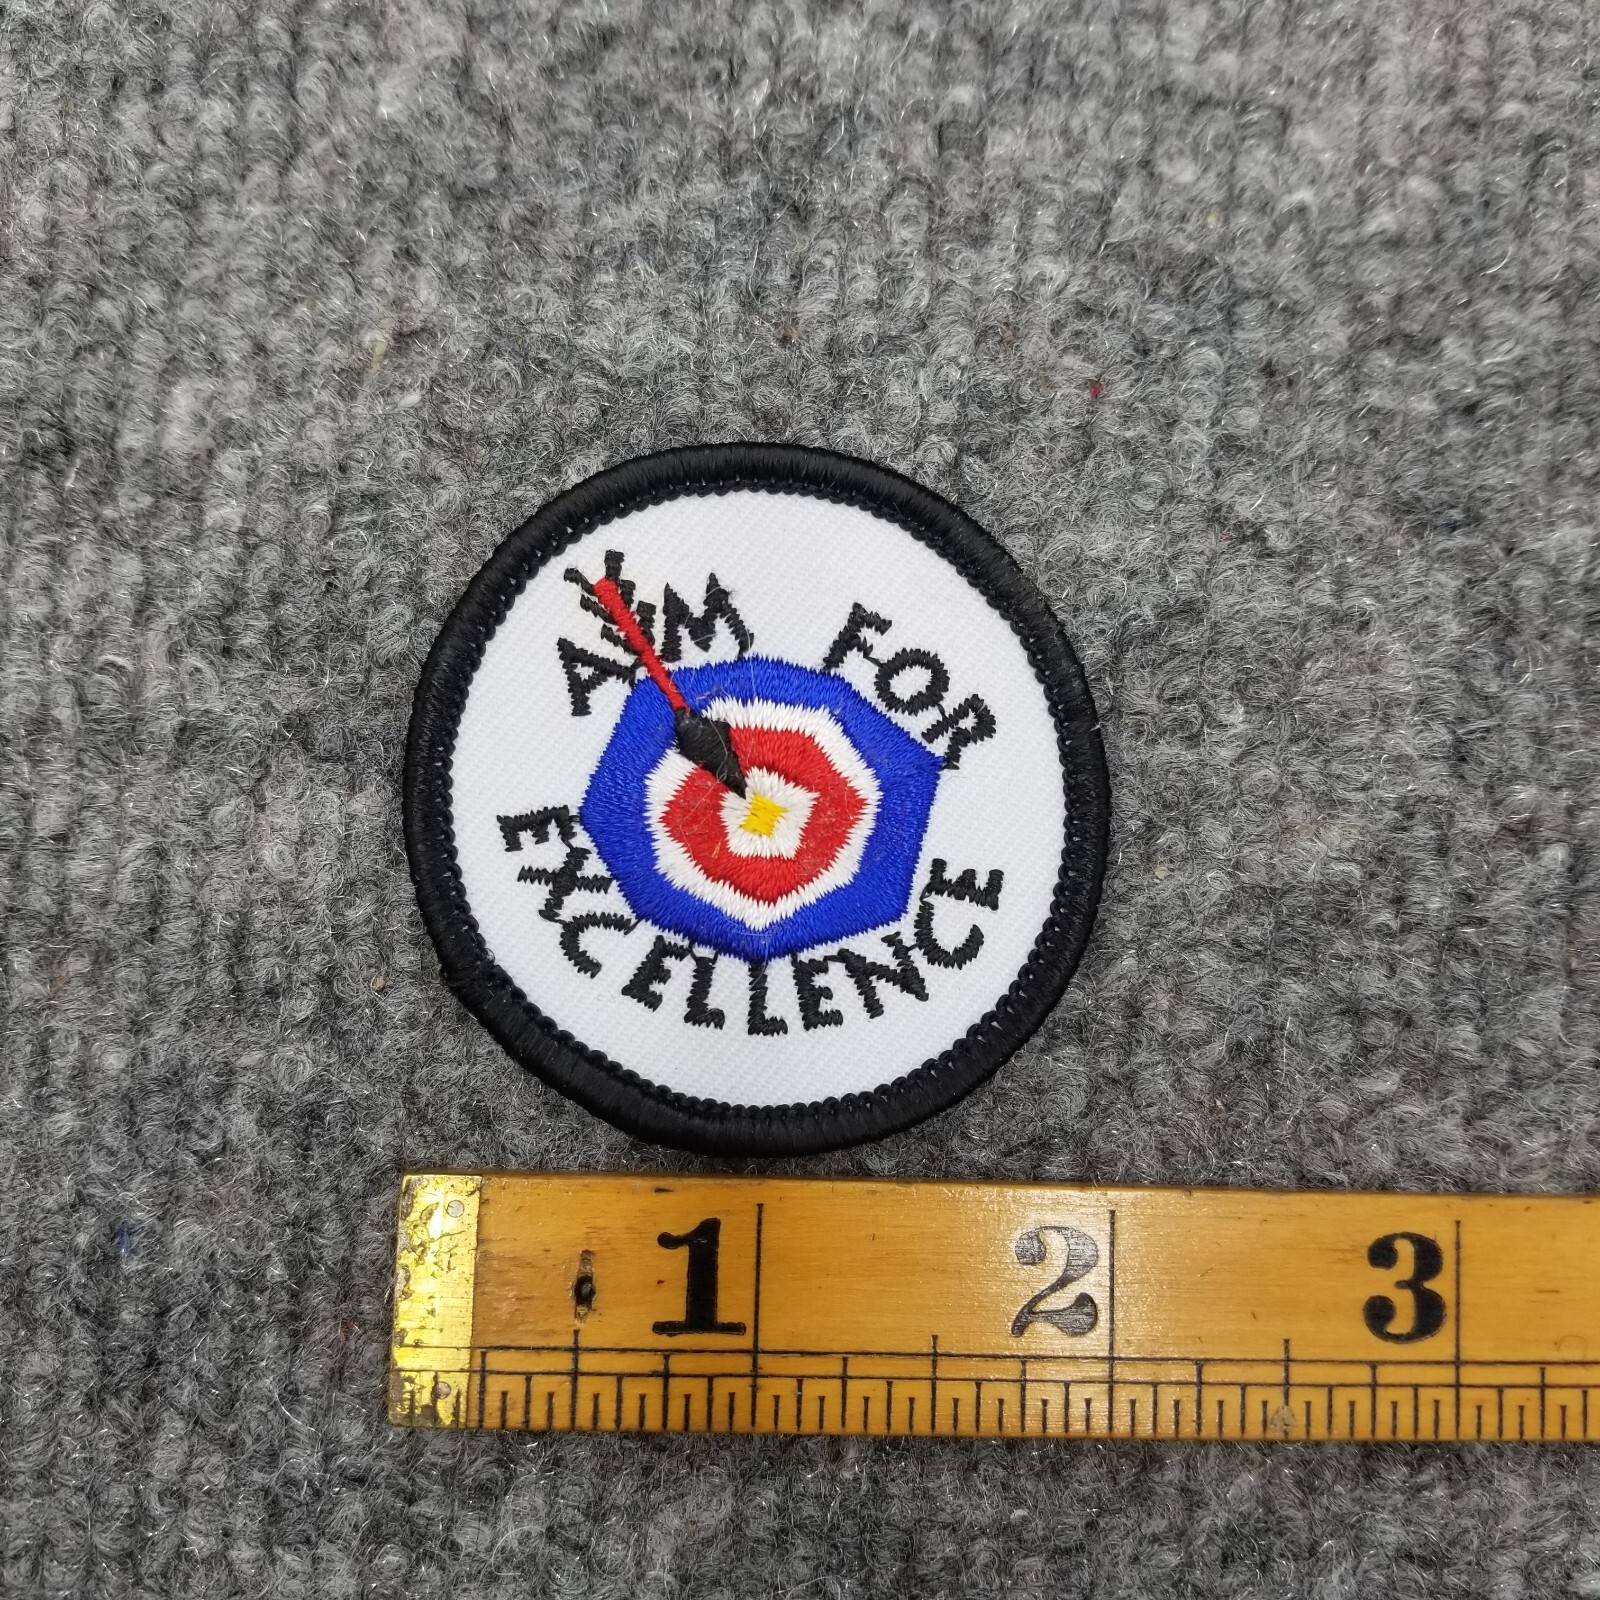 AIM FOR
EXCELLENCE
1 2 3